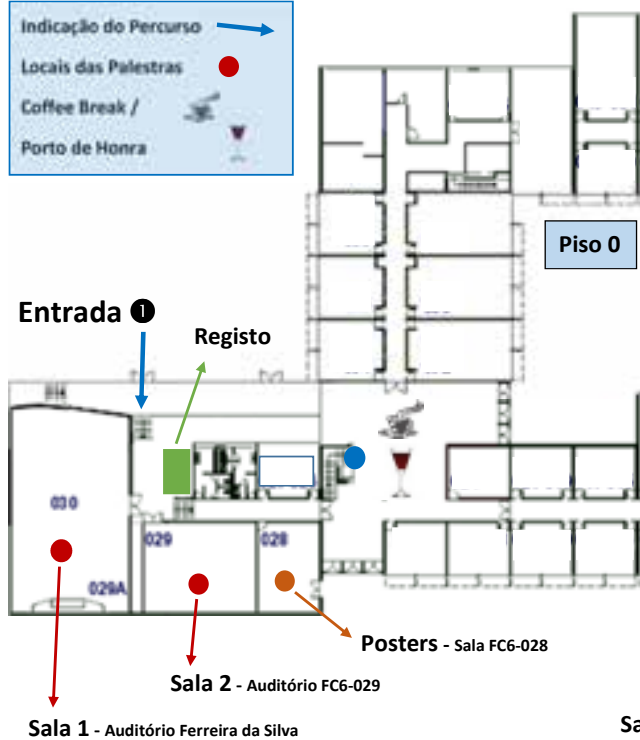 Indicação do Percurso
Locais das Palestras
Coffee Break /
Porto de Honra
Piso 0
Entrada ❶
Registo
030
029
028
029A
Posters - Sala FC6-028
Sala 2 - Auditório FC6-029
Sala 1 - Auditório Ferreira da Silva
Sa